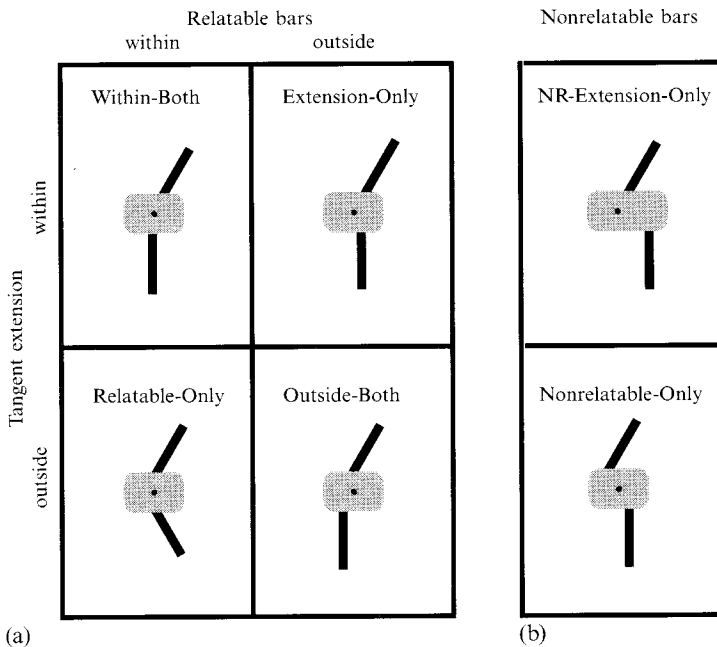 Relatable bars
Nonrelatable bars
within
outside
Within-Both
Extension-Only
NR-Extension-Only
Tangent extension
within
outside
Relatable-Only
Outside-Both
Nonrelatable-Only
(a)
(b)